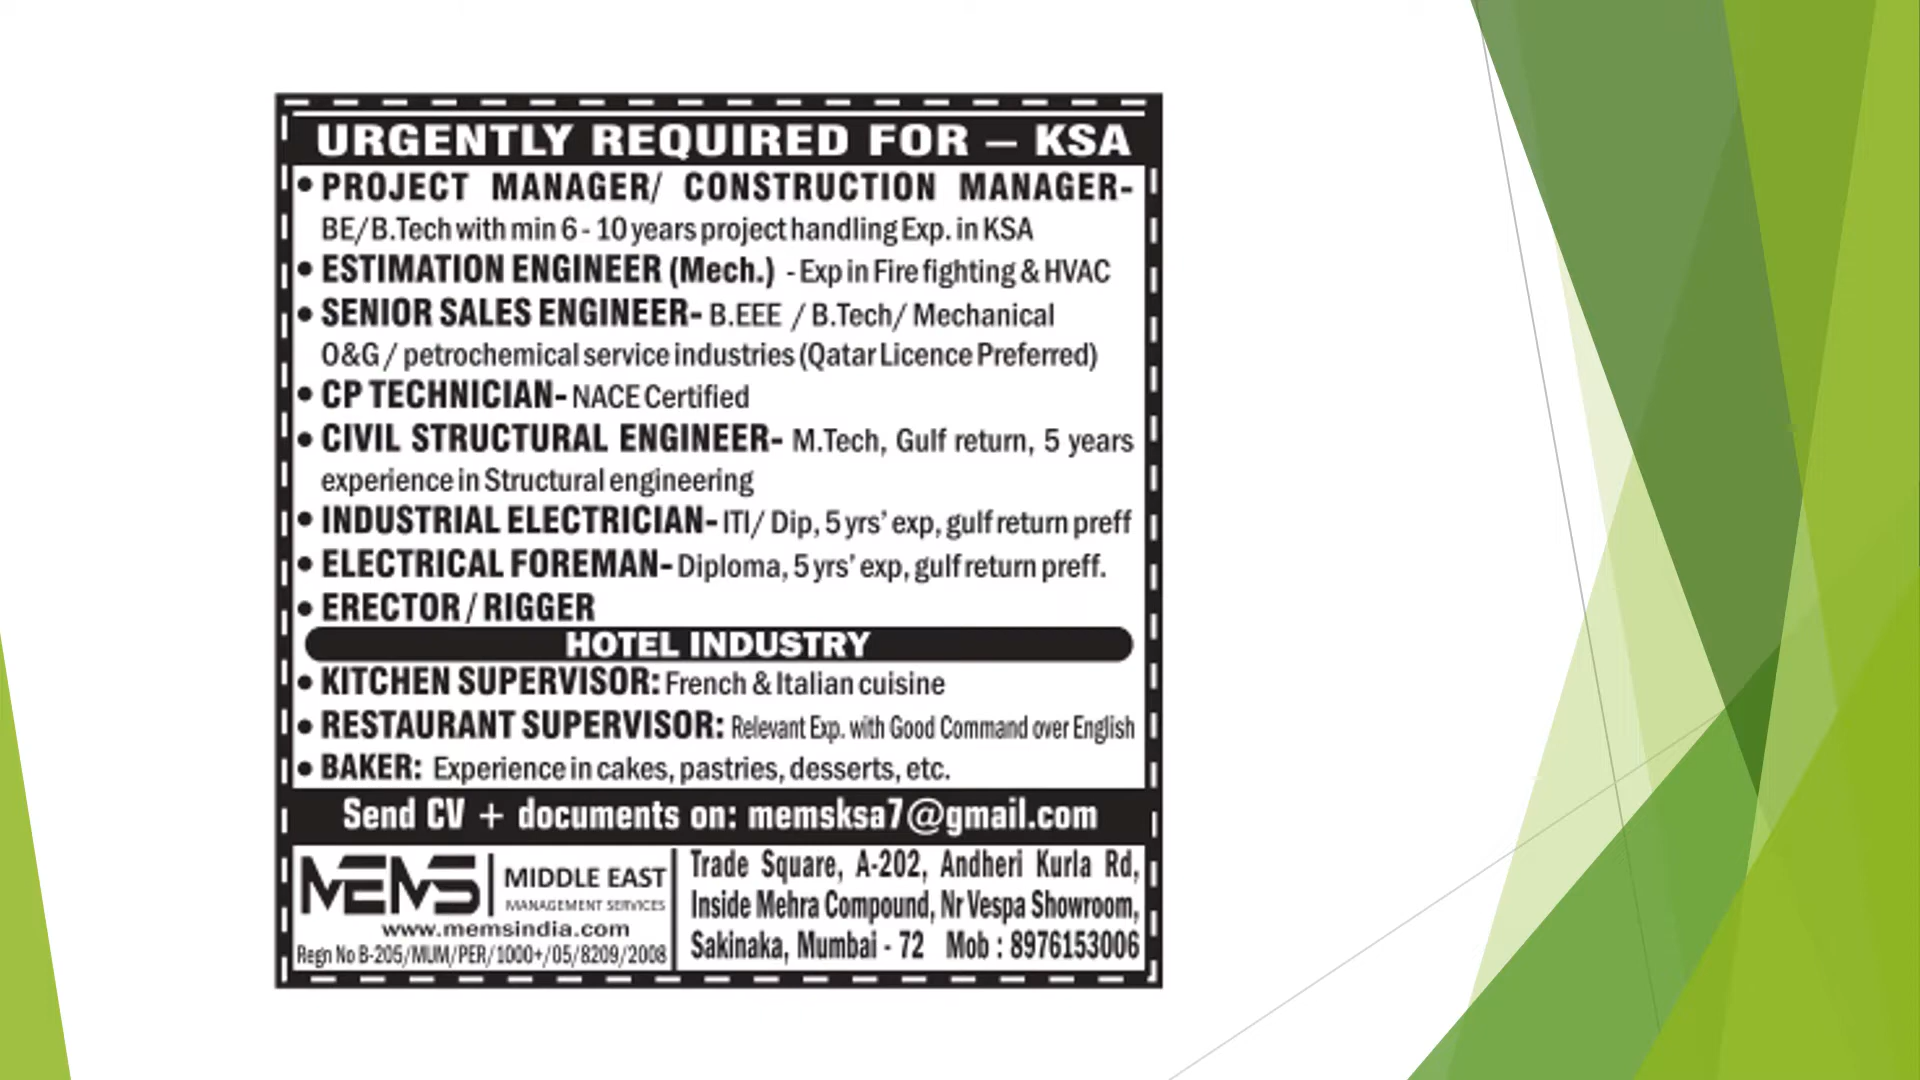 URGENTLY REQUIRED FOR – KSA
• PROJECT MANAGER/ CONSTRUCTION MANAGER-
BE/B.Tech with min 6 - 10 years project handling Exp. in KSA
• ESTIMATION ENGINEER (Mech.) - Exp in Fire fighting & HVAC
• SENIOR SALES ENGINEER- B.EEE / B.Tech/ Mechanical
O&G / petrochemical service industries (Qatar Licence Preferred)
• CP TECHNICIAN- NACE Certified
• CIVIL STRUCTURAL ENGINEER- M.Tech, Gulf return, 5 years
experience in Structural engineering
• INDUSTRIAL ELECTRICIAN- ITI/ Dip, 5 yrs' exp, gulf return preff
• ELECTRICAL FOREMAN- Diploma, 5 yrs' exp, gulf return preff.
• ERECTOR / RIGGER
HOTEL INDUSTRY
• KITCHEN SUPERVISOR: French & Italian cuisine
• RESTAURANT SUPERVISOR: Relevant Exp. with Good Command over English
• BAKER: Experience in cakes, pastries, desserts, etc.
Send CV + documents on: memsksa7@gmail.com
MEMS MIDDLE EAST
MANAGEMENT SERVICES
www.memsindia.com
Regn No B-205/MUM/PER/1000+/05/8209/2008
Trade Square, A-202, Andheri Kurla Rd,
Inside Mehra Compound, Nr Vespa Showroom,
Sakinaka, Mumbai - 72 Mob : 8976153006